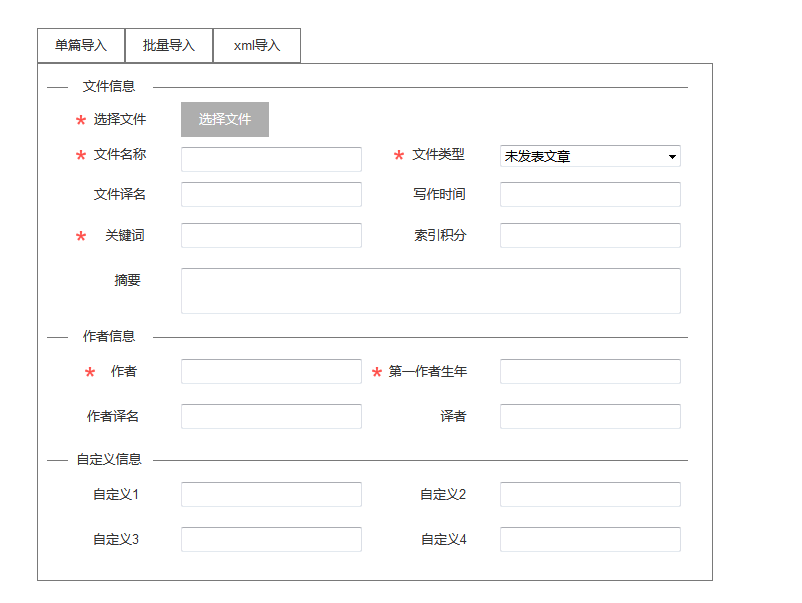 单篇导入 批量导入 xml导入
文件信息
* 选择文件 选择文件
* 文件名称 * 文件类型 未发表文章
文件译名 写作时间
* 关键词 索引积分
摘要
作者信息
* 作者 * 第一作者生年
作者译名 译者
自定义信息
自定义1 自定义2
自定义3 自定义4